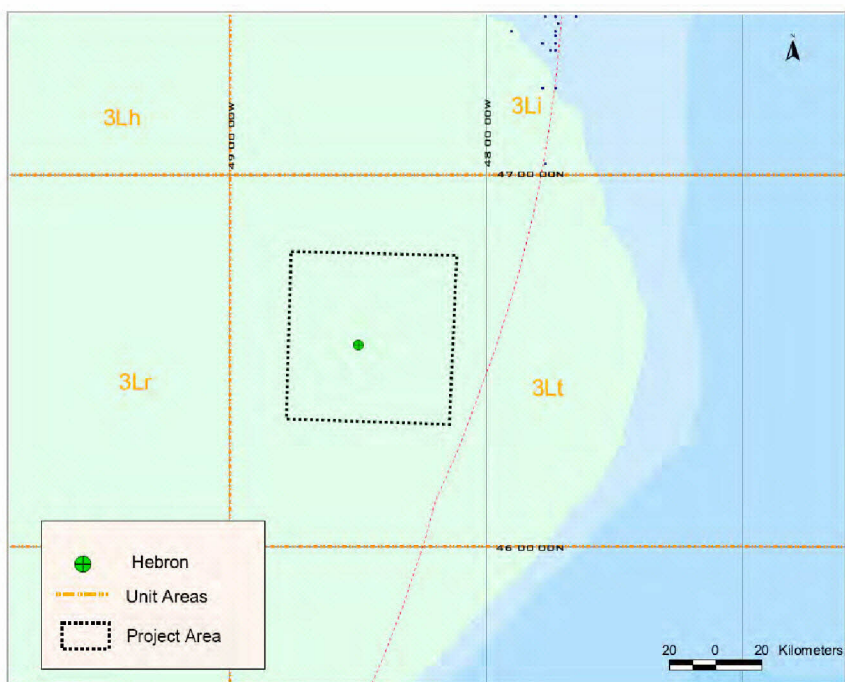 N
3Lh
49 00 00W
48 00 00W
3Li
47 00 00N
3Lr
3Lt
46 00 00N
Hebron
Unit Areas
Project Area
20 0 20 Kilometers